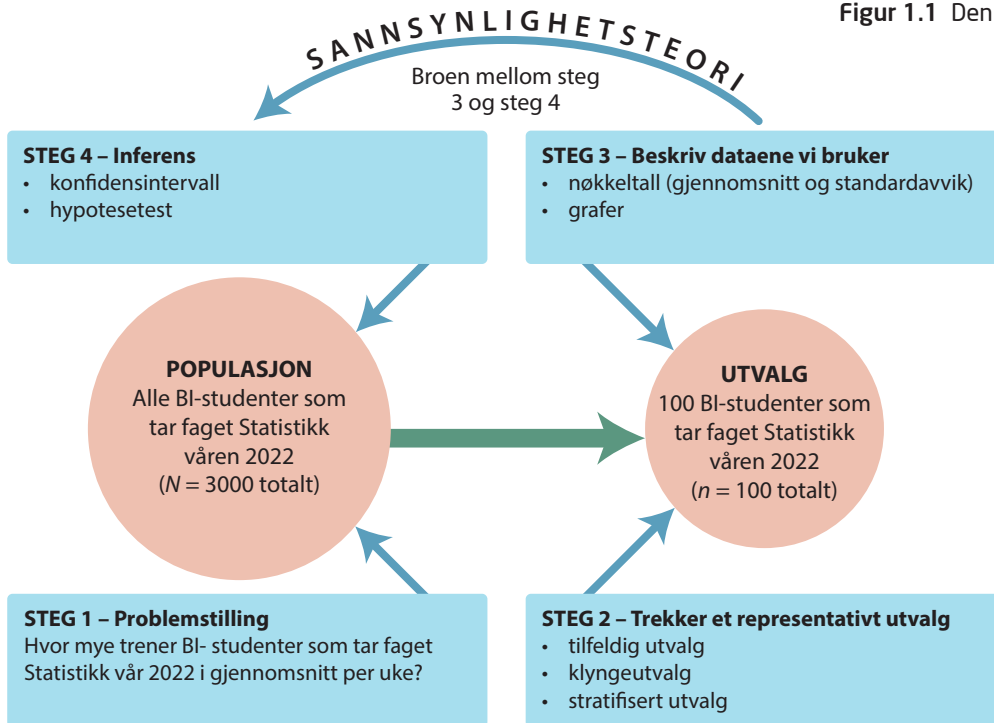 Figur 1.1 Den
SANNSYNLIGHETSTEORI
Broen mellom steg
3 og steg 4
STEG 4 – Inferens
• konfidensintervall
• hypotesetest
STEG 3 – Beskriv dataene vi bruker
• nøkkeltall (gjennomsnitt og standardavvik)
• grafer
POPULASJON
Alle BI-studenter som
tar faget Statistikk
våren 2022
(N = 3000 totalt)
UTVALG
100 BI-studenter som
tar faget Statistikk
våren 2022
(n = 100 totalt)
STEG 1 – Problemstilling
Hvor mye trener BI- studenter som tar faget
Statistikk vår 2022 i gjennomsnitt per uke?
STEG 2 – Trekker et representativt utvalg
• tilfeldig utvalg
• klyngeutvalg
• stratifisert utvalg